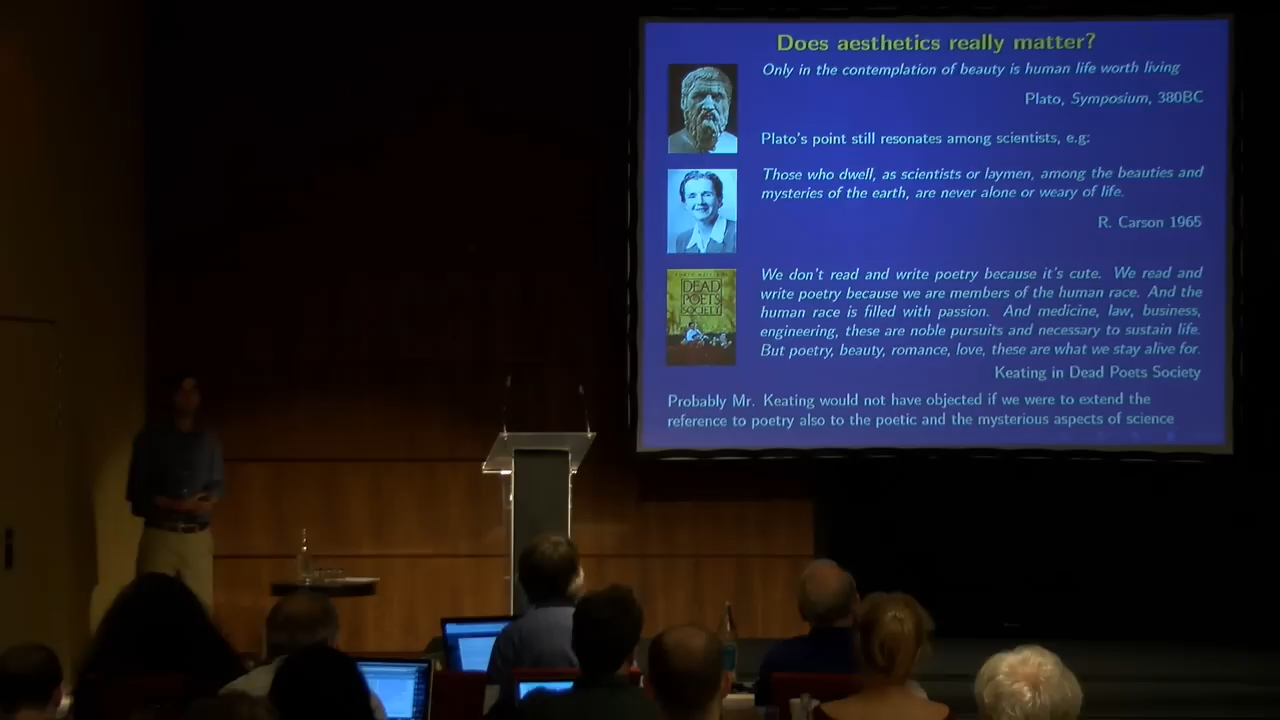 Does aesthetics really matter?
Only in the contemplation of beauty is human life worth living
Plato, Symposium, 380BC
Plato's point still resonates among scientists, e.g:
Those who dwell, as scientists or laymen, among the beauties and
mysteries of the earth, are never alone or weary of life.
R. Carson 1965
DEAD
POETS
SOCIETY
We don't read and write poetry because it's cute. We read and
write poetry because we are members of the human race. And the
human race is filled with passion. And medicine, law, business,
engineering, these are noble pursuits and necessary to sustain life.
But poetry, beauty, romance, love, these are what we stay alive for.
Keating in Dead Poets Society
Probably Mr. Keating would not have objected if we were to extend the
reference to poetry also to the poetic and the mysterious aspects of science